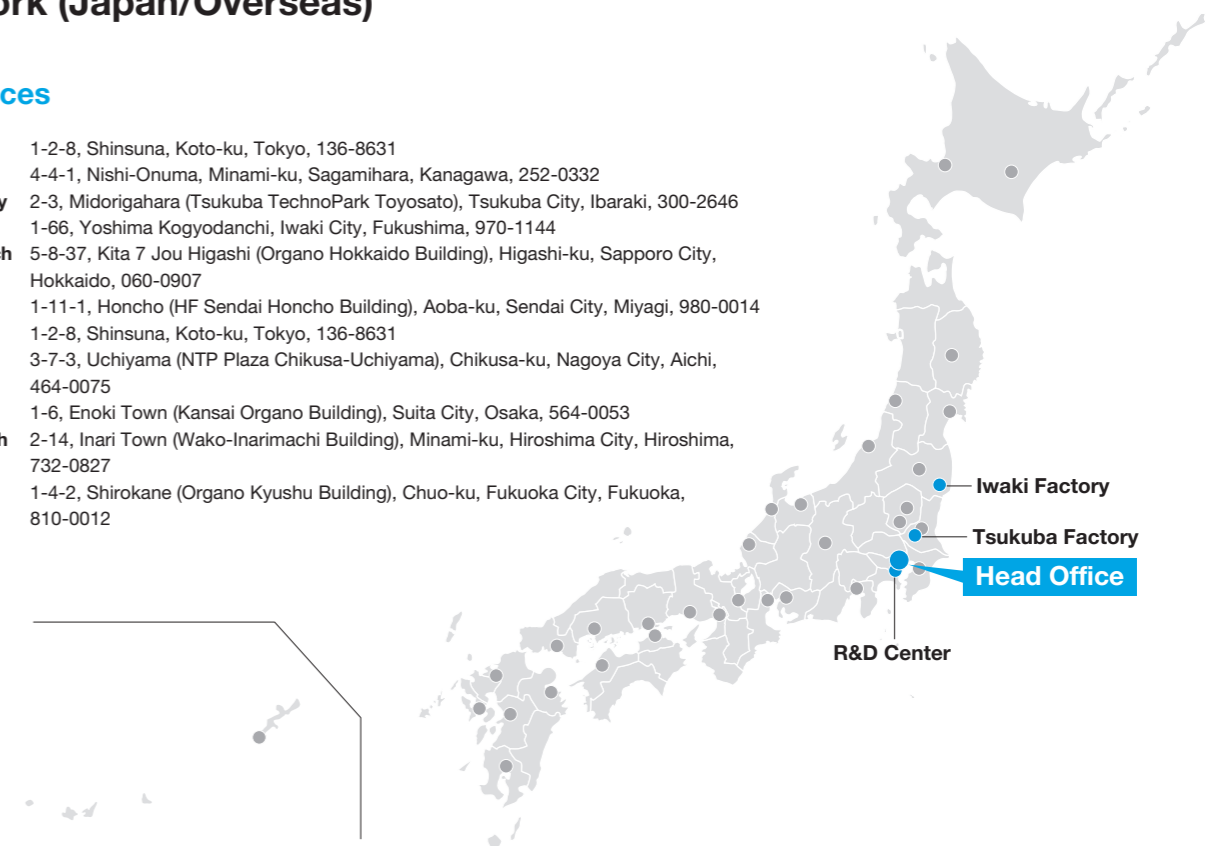 ork (Japan/Overseas)
ces
1-2-8, Shinsuna, Koto-ku, Tokyo, 136-8631
4-4-1, Nishi-Onuma, Minami-ku, Sagamihara, Kanagawa, 252-0332
y 2-3, Midorigahara (Tsukuba TechnoPark Toyosato), Tsukuba City, Ibaraki, 300-2646
1-66, Yoshima Kogyodanchi, Iwaki City, Fukushima, 970-1144
ch 5-8-37, Kita 7 Jou Higashi (Organo Hokkaido Building), Higashi-ku, Sapporo City,
Hokkaido, 060-0907
1-11-1, Honcho (HF Sendai Honcho Building), Aoba-ku, Sendai City, Miyagi, 980-0014
1-2-8, Shinsuna, Koto-ku, Tokyo, 136-8631
3-7-3, Uchiyama (NTP Plaza Chikusa-Uchiyama), Chikusa-ku, Nagoya City, Aichi,
464-0075
1-6, Enoki Town (Kansai Organo Building), Suita City, Osaka, 564-0053
h 2-14, Inari Town (Wako-Inarimachi Building), Minami-ku, Hiroshima City, Hiroshima,
732-0827
1-4-2, Shirokane (Organo Kyushu Building), Chuo-ku, Fukuoka City, Fukuoka,
810-0012
Iwaki Factory
Tsukuba Factory
Head Office
R&D Center